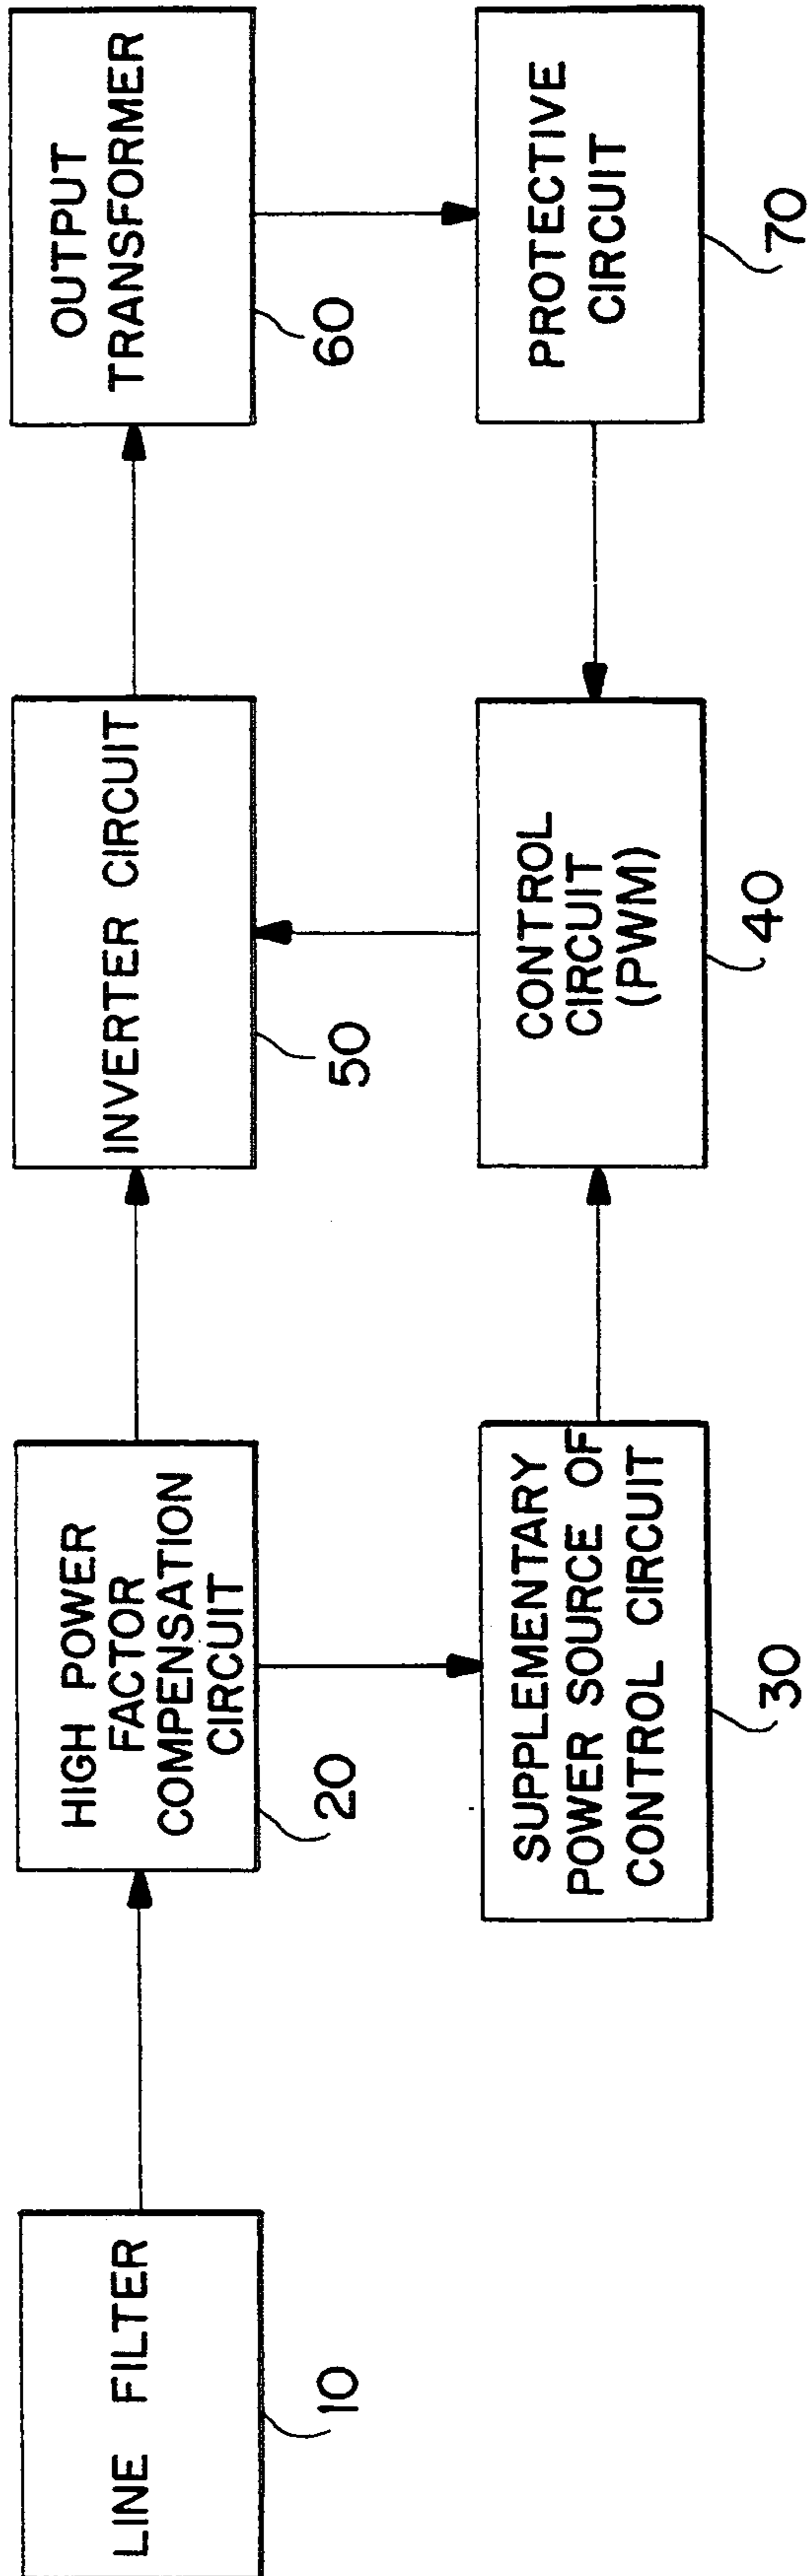 LINE FILTER
10
HIGH POWER
FACTOR
COMPENSATION
CIRCUIT
20
INVERTER CIRCUIT
50
OUTPUT
TRANSFORMER
60
SUPPLEMENTARY
POWER SOURCE OF
CONTROL CIRCUIT
30
CONTROL
CIRCUIT
(PWM)
40
PROTECTIVE
CIRCUIT
70